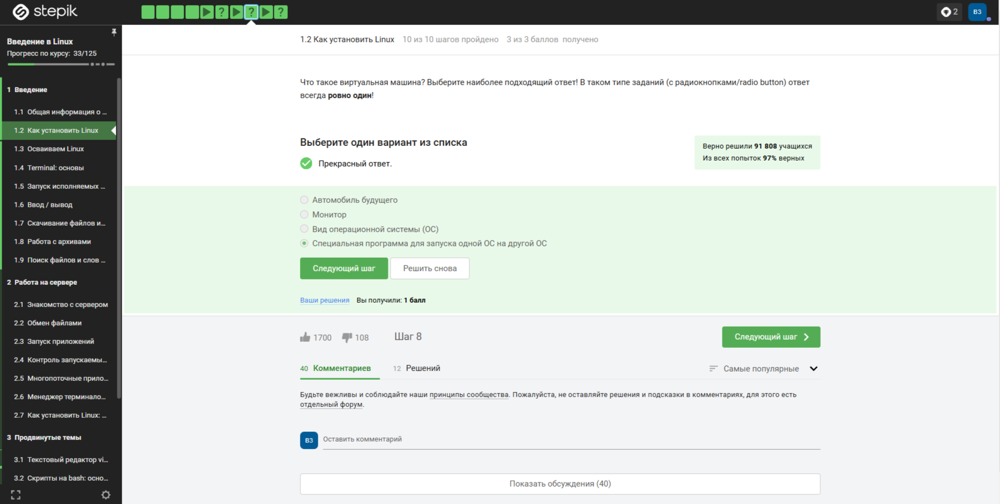 stepik
?
?
?
2
ВЗ
Введение в Linux
Прогресс по курсу: 33/125
1 Введение
1.1 Общая информация о ...
1.2 Как установить Linux
1.3 Осваиваем Linux
1.4 Terminal: основы
1.5 Запуск исполняемых ...
1.6 Ввод / вывод
1.7 Скачивание файлов и...
1.8 Работа с архивами
1.9 Поиск файлов и слов ...
2 Работа на сервере
2.1 Знакомство с сервером
2.2 Обмен файлами
2.3 Запуск приложений
2.4 Контроль запускаемы...
2.5 Многопоточные прило...
2.6 Менеджер терминало...
2.7 Как установить Linux: ...
3 Продвинутые темы
3.1 Текстовый редактор vi...
3.2 Скрипты на bash: осно...
1.2 Как установить Linux 10 из 10 шагов пройдено 3 из 3 баллов получено
Что такое виртуальная машина? Выберите наиболее подходящий ответ! В таком типе заданий (с радиокнопками/radio button) ответ
всегда ровно один!
Выберите один вариант из списка
Прекрасный ответ.
Верно решили 91 808 учащихся
Из всех попыток 97% верных
Автомобиль будущего
Монитор
Вид операционной системы (ОС)
Специальная программа для запуска одной ОС на другой ОС
Следующий шаг Решить снова
Ваши решения Вы получили: 1 балл
1700 108 Шаг 8 Следующий шаг
40 Комментариев 12 Решений Самые популярные
Будьте вежливы и соблюдайте наши принципы сообщества. Пожалуйста, не оставляйте решения и подсказки в комментариях, для этого есть
отдельный форум.
ВЗ Оставить комментарий
Показать обсуждения (40)